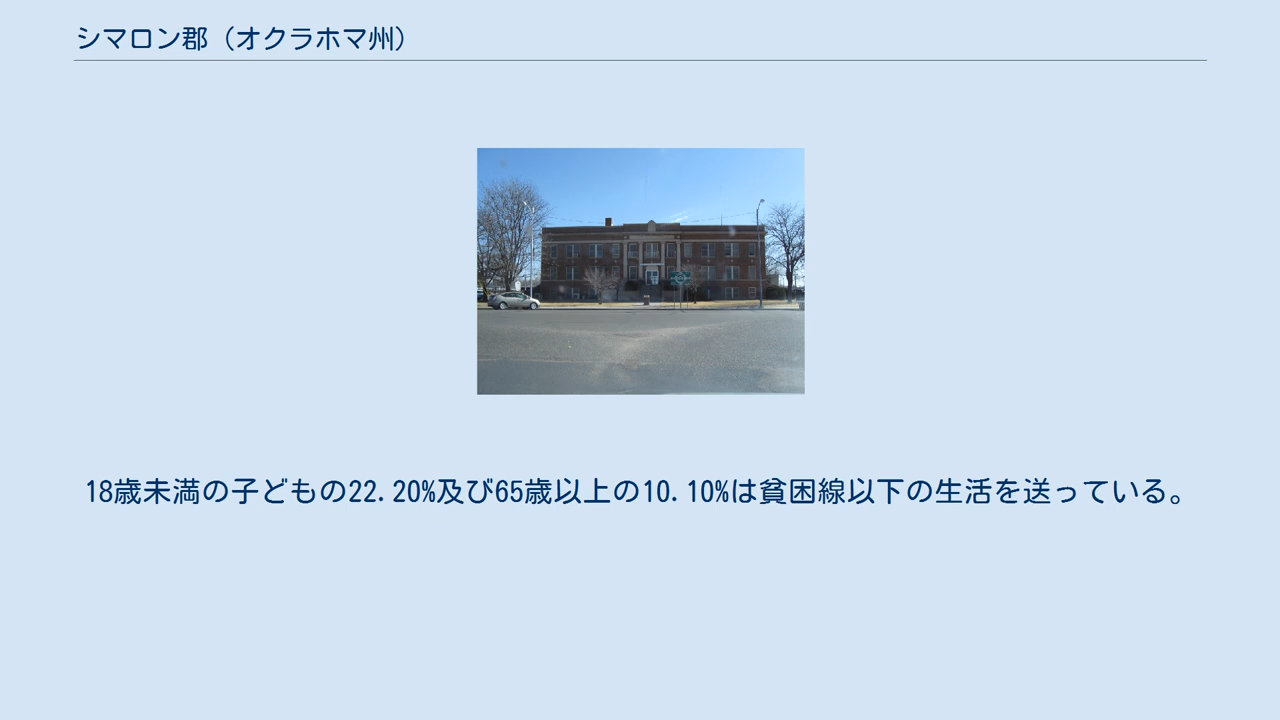 シマロン郡（オクラホマ州）
18歳未満の子どもの22.20%及び65歳以上の10.10%は貧困線以下の生活を送っている。